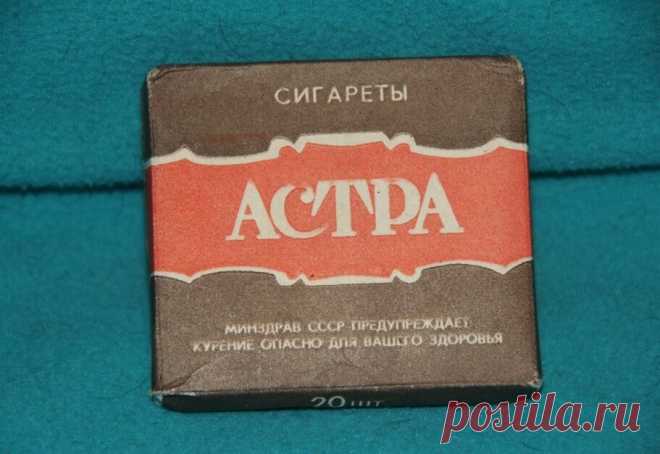 СИГАРЕТЫ
АСТРА
МИНЗДРАВ СССР ПРЕДУПРЕЖДАЕТ
КУРЕНИЕ ОПАСНО ДЛЯ ВАШЕГО ЗДОРОВЬЯ
20 ШТ.
postila.ru